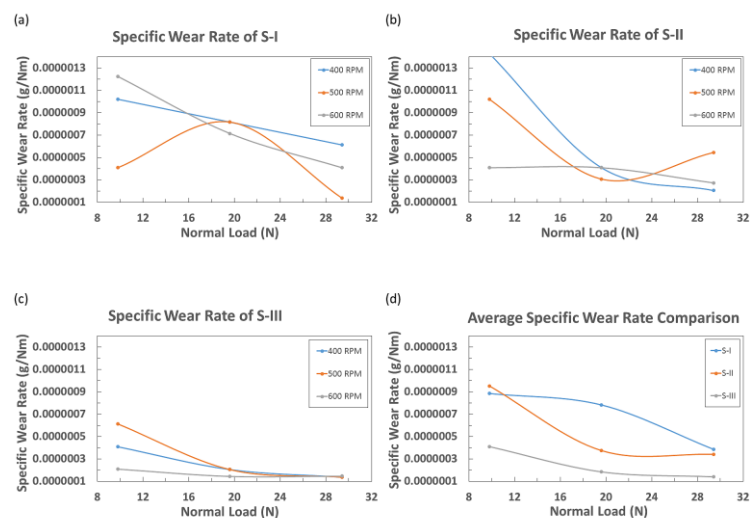 (a)
Specific Wear Rate of S-I
Specific Wear Rate (g/Nm)
0.0000013
0.0000011
0.0000009
0.0000007
0.0000005
0.0000003
0.0000001
8 12 16 20 24 28 32
Normal Load (N)
400 RPM
500 RPM
600 RPM
(b)
Specific Wear Rate of S-II
Specific Wear Rate (g/Nm)
0.0000013
0.0000011
0.0000009
0.0000007
0.0000005
0.0000003
0.0000001
8 12 16 20 24 28 32
Normal Load (N)
400 RPM
500 RPM
600 RPM
(c)
Specific Wear Rate of S-III
Specific Wear Rate (g/Nm)
0.0000013
0.0000011
0.0000009
0.0000007
0.0000005
0.0000003
0.0000001
8 12 16 20 24 28 32
Normal Load (N)
400 RPM
500 RPM
600 RPM
(d)
Average Specific Wear Rate Comparison
Specific Wear Rate (g/Nm)
0.0000013
0.0000011
0.0000009
0.0000007
0.0000005
0.0000003
0.0000001
8 12 16 20 24 28 32
Normal Load (N)
S-I
S-II
S-III